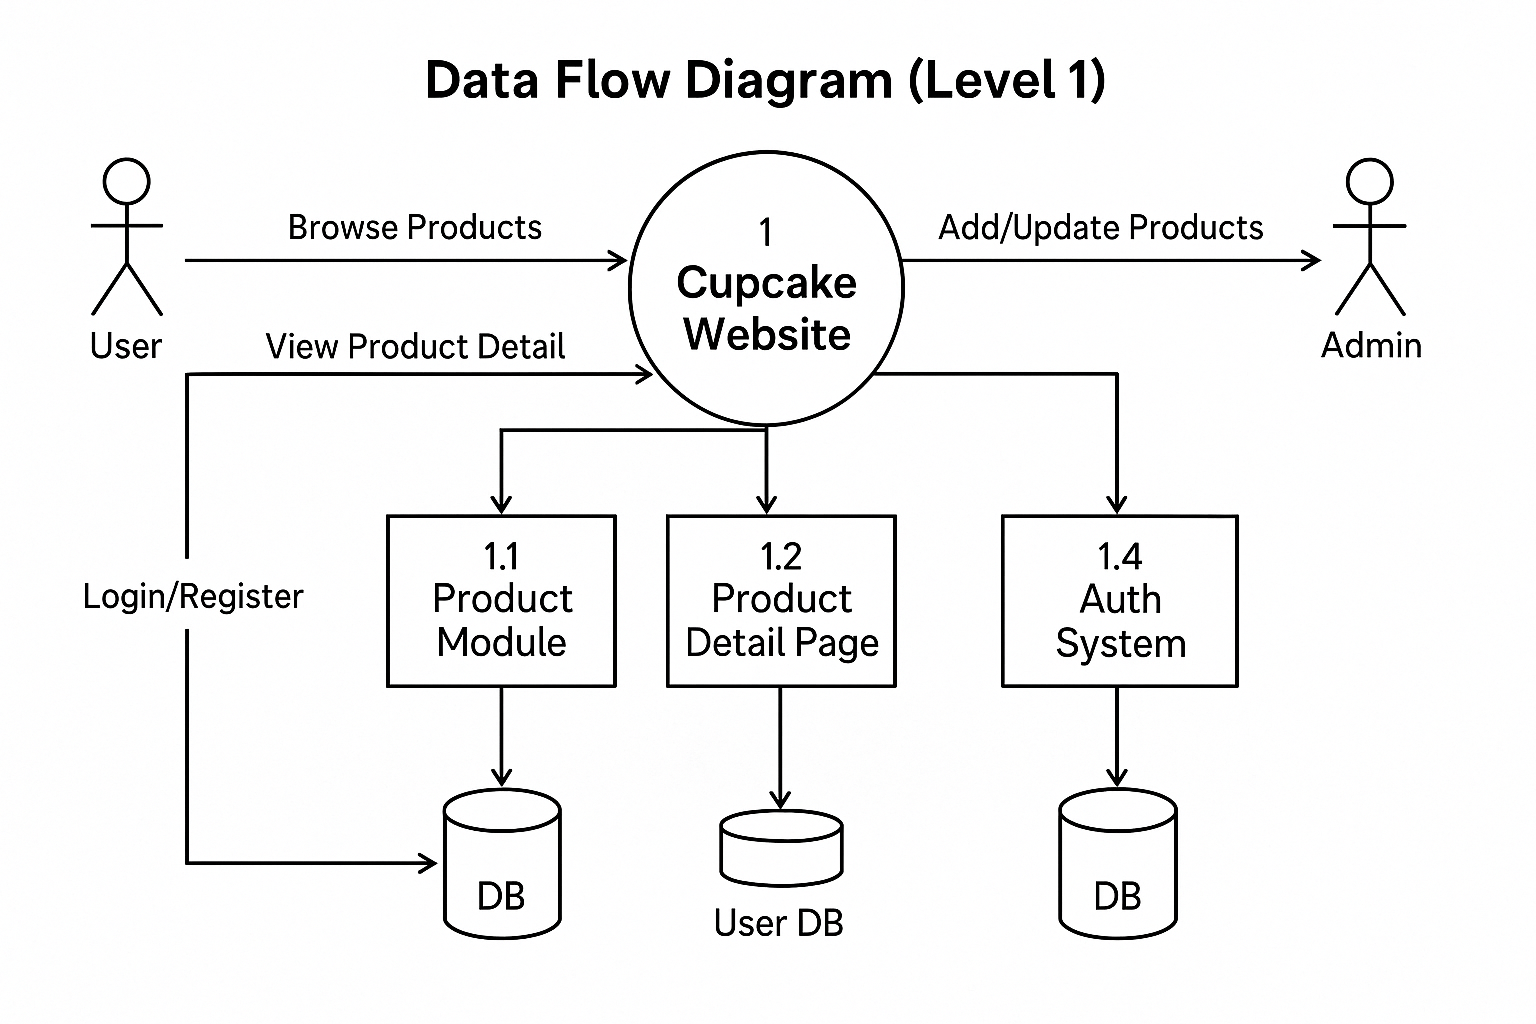 Data Flow Diagram (Level 1)
Browse Products
1
Cupcake
Website
Add/Update Products
User
View Product Detail
Admin
Login/Register
1.1
Product
Module
1.2
Product
Detail Page
1.4
Auth
System
DB
User DB
DB